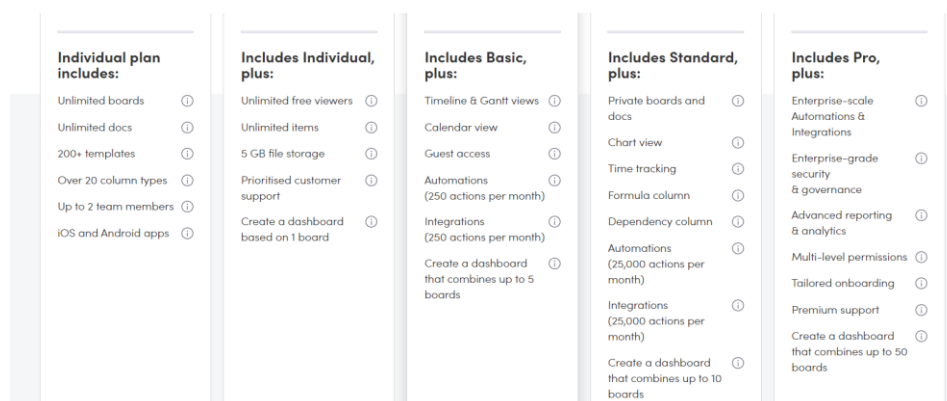 Individual plan
includes:
Unlimited boards
Unlimited docs
200+ templates
Over 20 column types
Up to 2 team members
iOS and Android apps
Includes Individual,
plus:
Unlimited free viewers
Unlimited items
5 GB file storage
Prioritised customer
support
Create a dashboard
based on 1 board
Includes Basic,
plus:
Timeline & Gantt views
Calendar view
Guest access
Automations
(250 actions per month)
Integrations
(250 actions per month)
Create a dashboard
that combines up to 5
boards
Includes Standard,
plus:
Private boards and
docs
Chart view
Time tracking
Formula column
Dependency column
Automations
(25,000 actions per
month)
Integrations
(25,000 actions per
month)
Create a dashboard
that combines up to 10
boards
Includes Pro,
plus:
Enterprise-scale
Automations &
Integrations
Enterprise-grade
security
& governance
Advanced reporting
& analytics
Multi-level permissions
Tailored onboarding
Premium support
Create a dashboard
that combines up to 50
boards